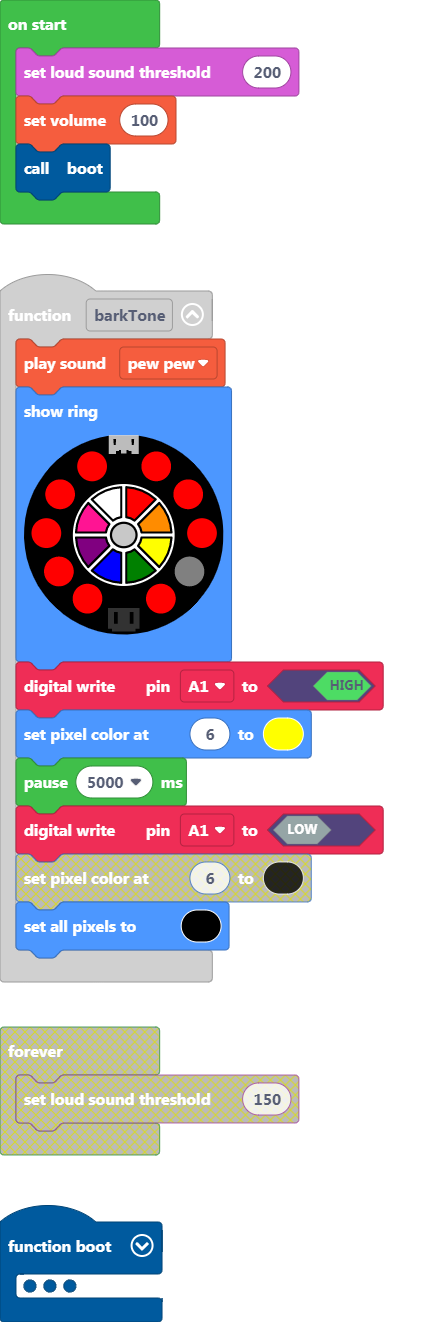 on start
set loud sound threshold 200
set volume 100
call boot
function barkTone
play sound pew pew
show ring
digital write pin A1 to HIGH
set pixel color at 6 to
pause 5000 ms
digital write pin A1 to LOW
set pixel color at 6 to
set all pixels to
forever
set loud sound threshold 150
function boot